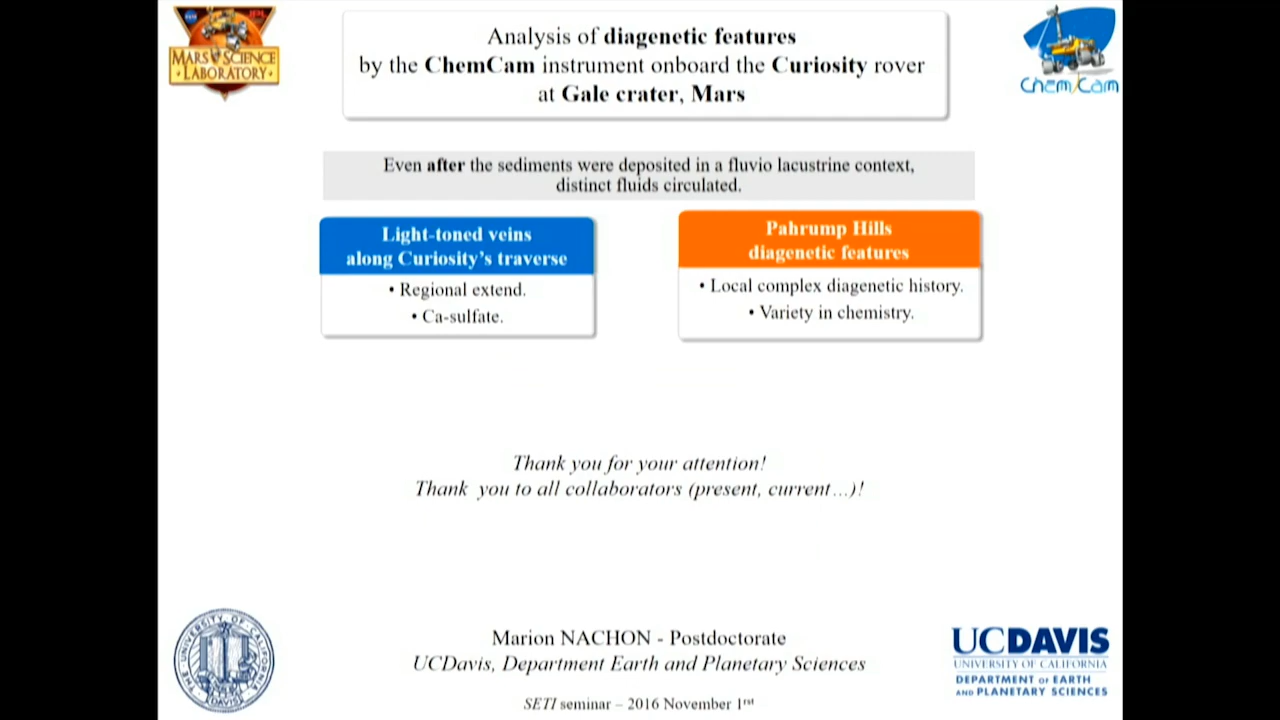 MARS SCIENCE
LABORATORY
Analysis of diagenetic features
by the ChemCam instrument onboard the Curiosity rover
at Gale crater, Mars
ChemCam
Even after the sediments were deposited in a fluvio lacustrine context,
distinct fluids circulated.
Light-toned veins
along Curiosity's traverse
• Regional extend.
• Ca-sulfate.
Pahrump Hills
diagenetic features
• Local complex diagenetic history.
• Variety in chemistry.
Thank you for your attention!
Thank you to all collaborators (present, current…)!
Marion NACHON - Postdoctorate
UCDavis, Department Earth and Planetary Sciences
SETI seminar – 2016 November 1rst
UCDAVIS
UNIVERSITY OF CALIFORNIA
DEPARTMENT OF EARTH
AND PLANETARY SCIENCES